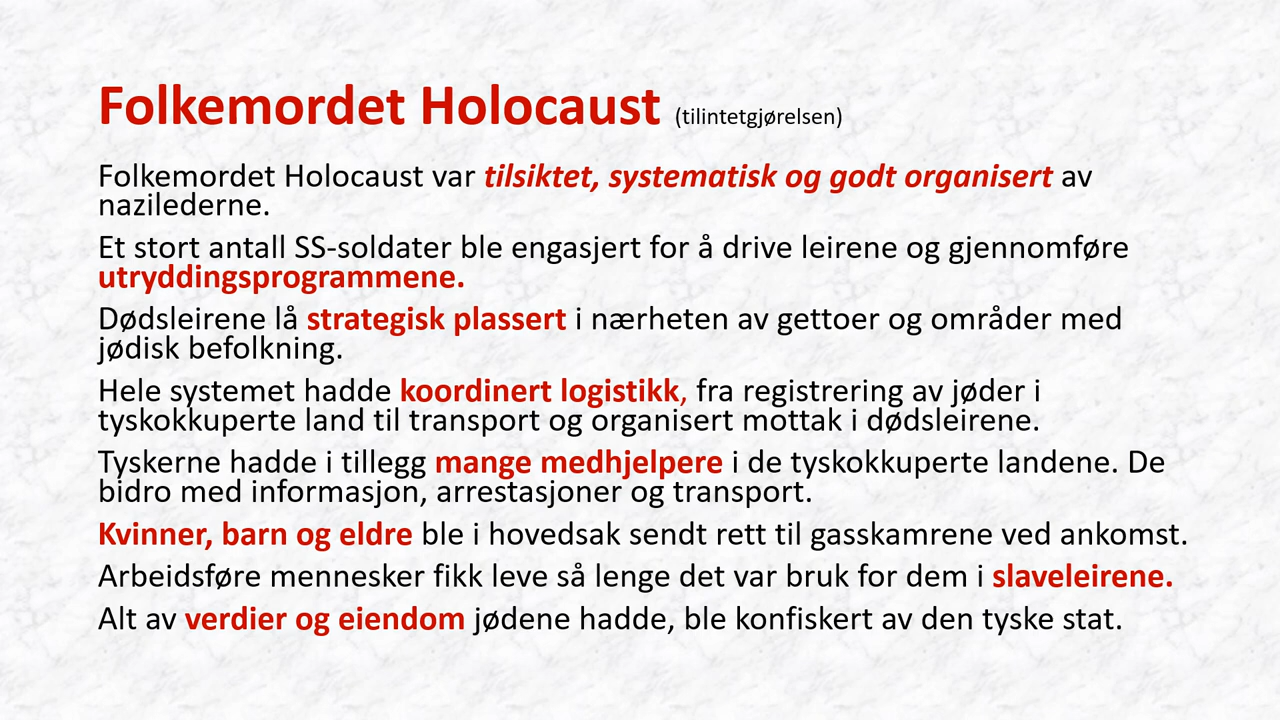 Folkemordet Holocaust (tilintetgjørelsen)
Folkemordet Holocaust var tilsiktet, systematisk og godt organisert av
nazilederne.
Et stort antall SS-soldater ble engasjert for å drive leirene og gjennomføre
utryddingsprogrammene.
Dødsleirene lå strategisk plassert i nærheten av gettoer og områder med
jødisk befolkning.
Hele systemet hadde koordinert logistikk, fra registrering av jøder i
tyskokkuperte land til transport og organisert mottak i dødsleirene.
Tyskerne hadde i tillegg mange medhjelpere i de tyskokkuperte landene. De
bidro med informasjon, arrestasjoner og transport.
Kvinner, barn og eldre ble i hovedsak sendt rett til gasskamrene ved ankomst.
Arbeidsføre mennesker fikk leve så lenge det var bruk for dem i slaveleirene.
Alt av verdier og eiendom jødene hadde, ble konfiskert av den tyske stat.